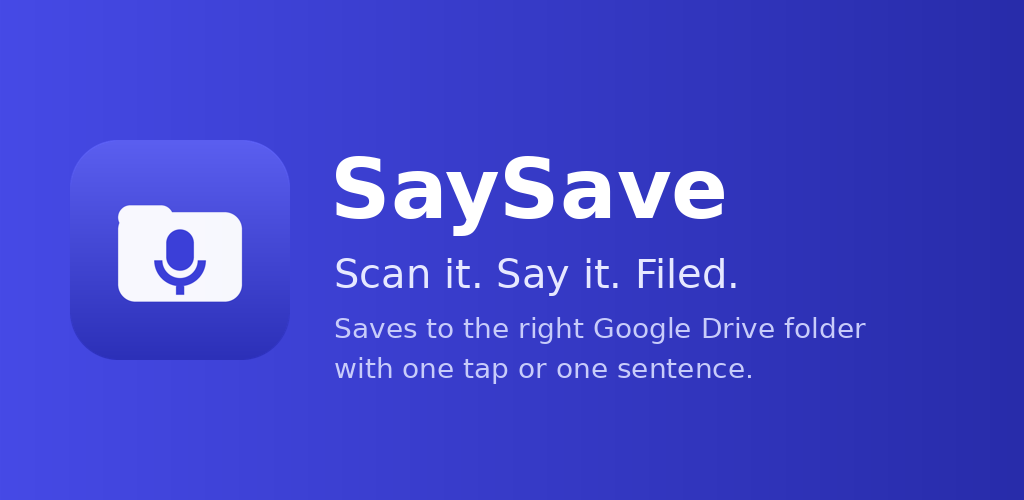 SaySave
Scan it. Say it. Filed.
Saves to the right Google Drive folder
with one tap or one sentence.